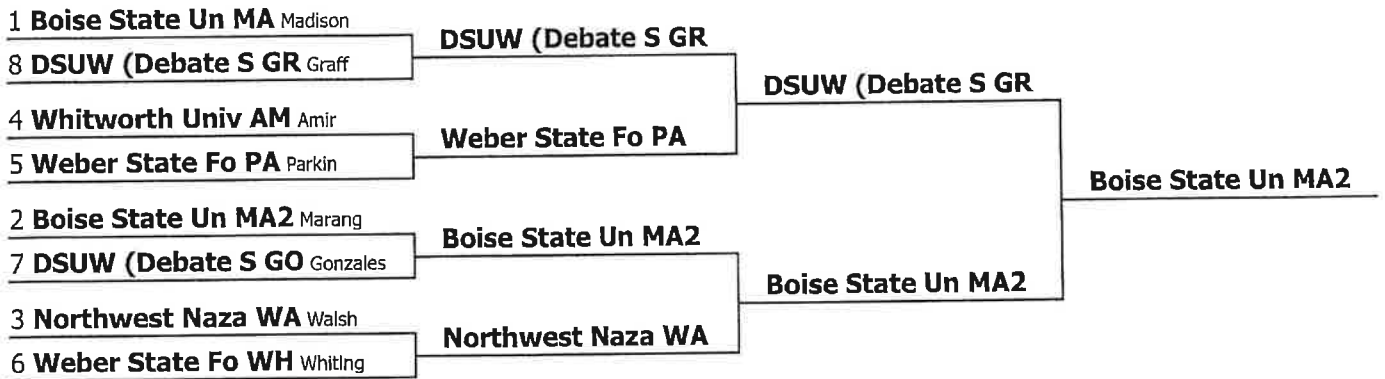 1 Boise State Un MA Madison
8 DSUW (Debate S GR Graff
4 Whitworth Univ AM Amir
5 Weber State Fo PA Parkin
2 Boise State Un MA2 Marang
7 DSUW (Debate S GO Gonzales
3 Northwest Naza WA Walsh
6 Weber State Fo WH Whiting
DSUW (Debate S GR
Weber State Fo PA
Boise State Un MA2
Northwest Naza WA
DSUW (Debate S GR
Boise State Un MA2
Boise State Un MA2